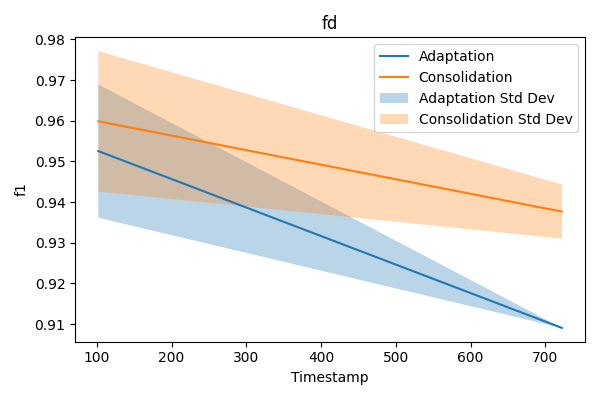 fd
0.98
0.97
0.96
0.95
0.94
0.93
0.92
0.91
f1
Adaptation
Consolidation
Adaptation Std Dev
Consolidation Std Dev
100 200 300 400 500 600 700
Timestamp